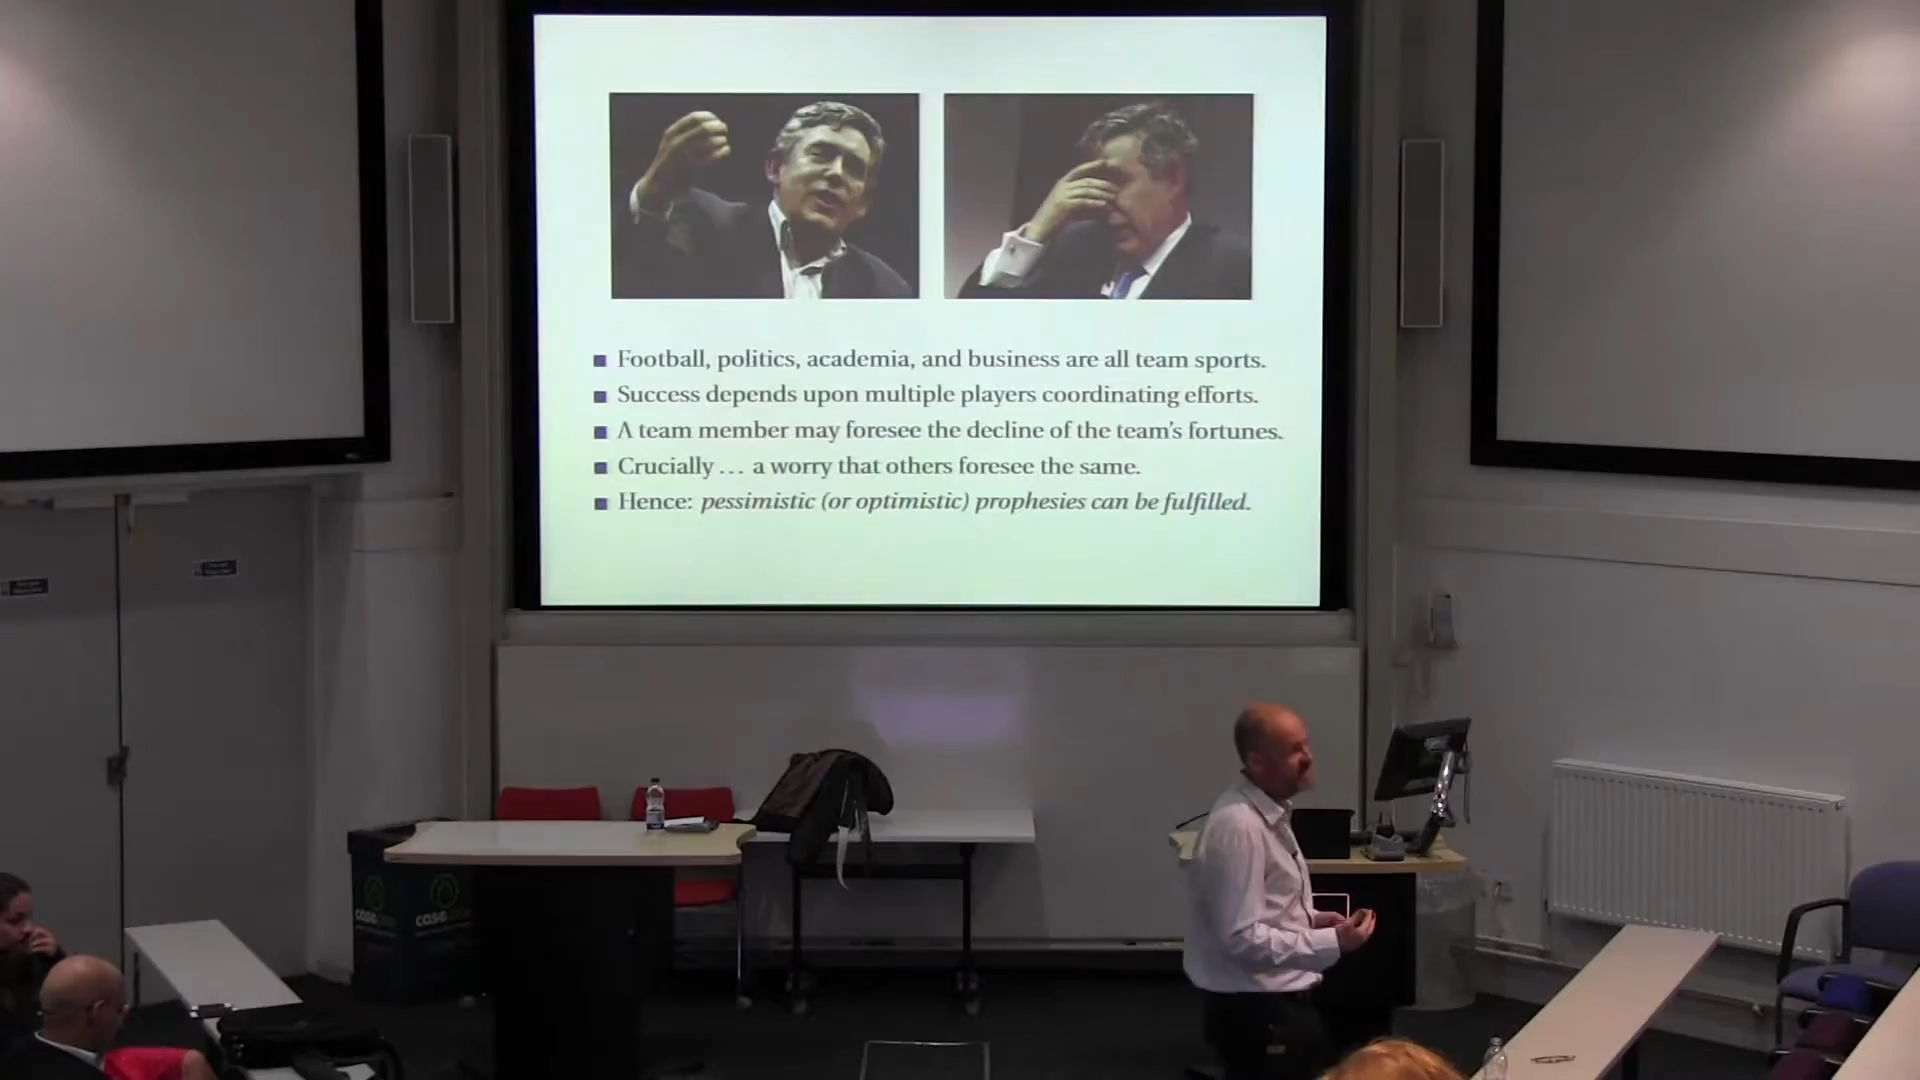 Football, politics, academia, and business are all team sports.
Success depends upon multiple players coordinating efforts.
A team member may foresee the decline of the team's fortunes.
Crucially … a worry that others foresee the same.
Hence: pessimistic (or optimistic) prophesies can be fulfilled.